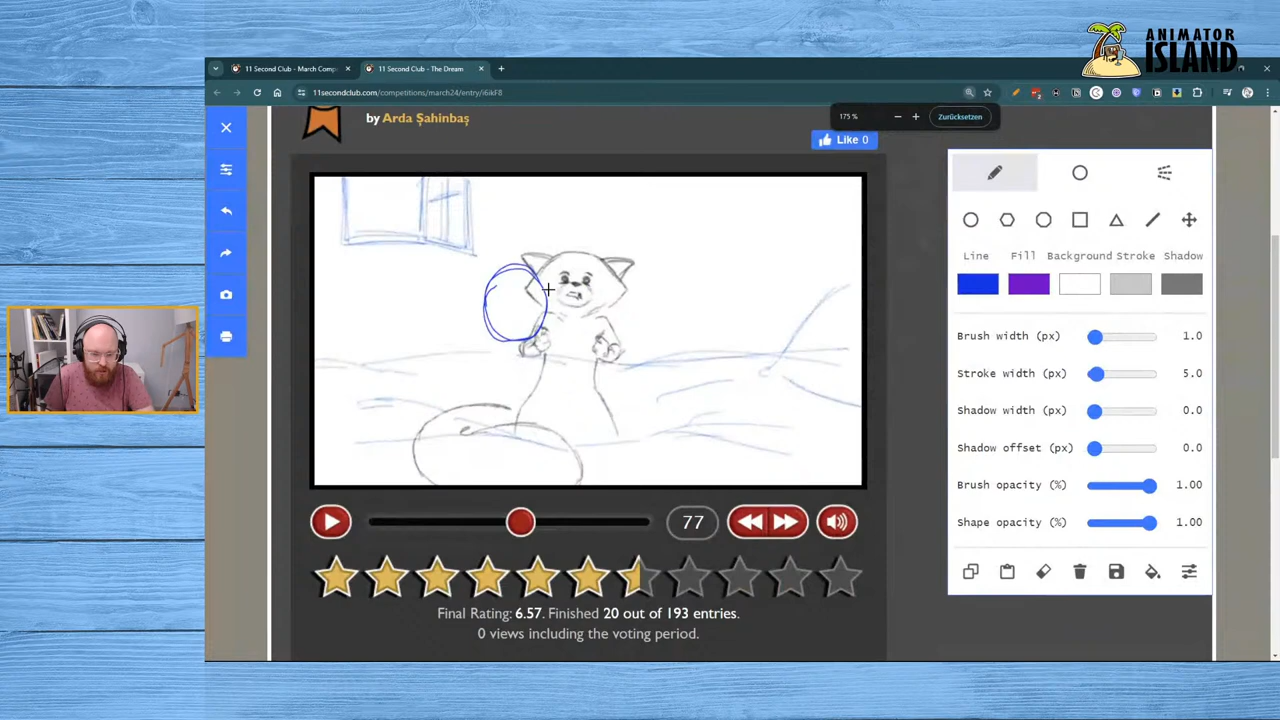 ANIMATOR
ISLAND
11 Second Club - March Comp
11 Second Club - The Dream
11secondclub.com/competitions/march24/entry/i6ikF8
175 %
Zurücksetzen
by Arda Şahinbaş
Like 0
Line Fill Background Stroke Shadow
Brush width (px) 1.0
Stroke width (px) 5.0
Shadow width (px) 0.0
Shadow offset (px) 0.0
Brush opacity (%) 1.00
Shape opacity (%) 1.00
77
Final Rating: 6.57. Finished 20 out of 193 entries.
0 views including the voting period.